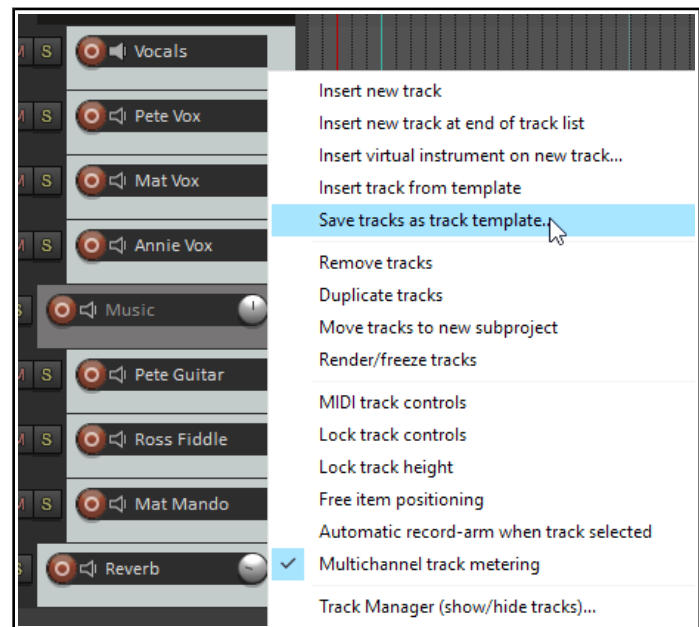 M S Vocals
M S Pete Vox
M S Mat Vox
M S Annie Vox
S Music
M S Pete Guitar
M S Ross Fiddle
M S Mat Mando
S Reverb
Insert new track
Insert new track at end of track list
Insert virtual instrument on new track...
Insert track from template
Save tracks as track template...
Remove tracks
Duplicate tracks
Move tracks to new subproject
Render/freeze tracks
MIDI track controls
Lock track controls
Lock track height
Free item positioning
Automatic record-arm when track selected
Multichannel track metering
Track Manager (show/hide tracks)...